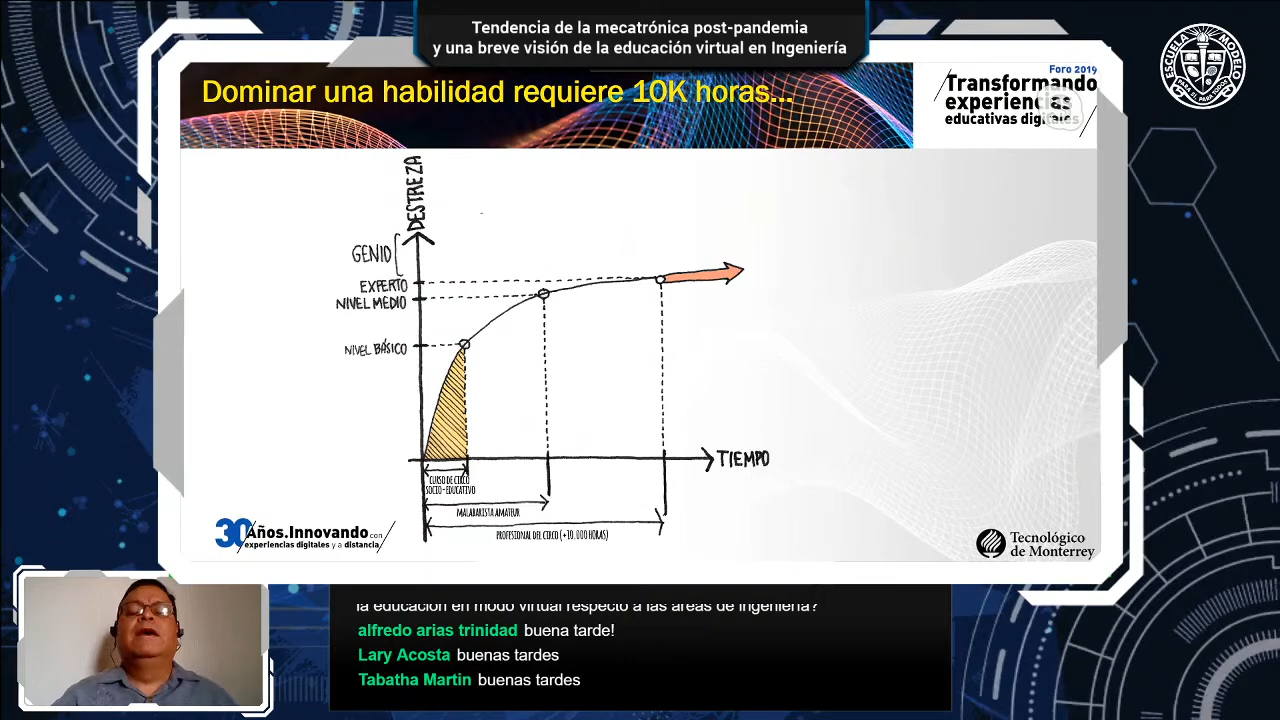 Tendencia de la mecatrónica post-pandemia
y una breve visión de la educación virtual en Ingeniería
ESCUELA MODELO
Dominar una habilidad requiere 10K horas...
Foro 2019
Transformando
experiencias
educativas digitales
DESTREZA
GENIO
EXPERTO
NIVEL MEDIO
NIVEL BÁSICO
TIEMPO
CURSO DE CIRCO
SOCIO-EDUCATIVO
MALABARISTA AMATEUR
PROFESIONAL DEL CIRCO (+10.000 HORAS)
30 Años.Innovando con
experiencias digitales y a distancia
Tecnológico
de Monterrey
la educación en modo virtual respecto a las áreas de ingeniería?
alfredo arias trinidad buena tarde!
Lary Acosta buenas tardes
Tabatha Martin buenas tardes